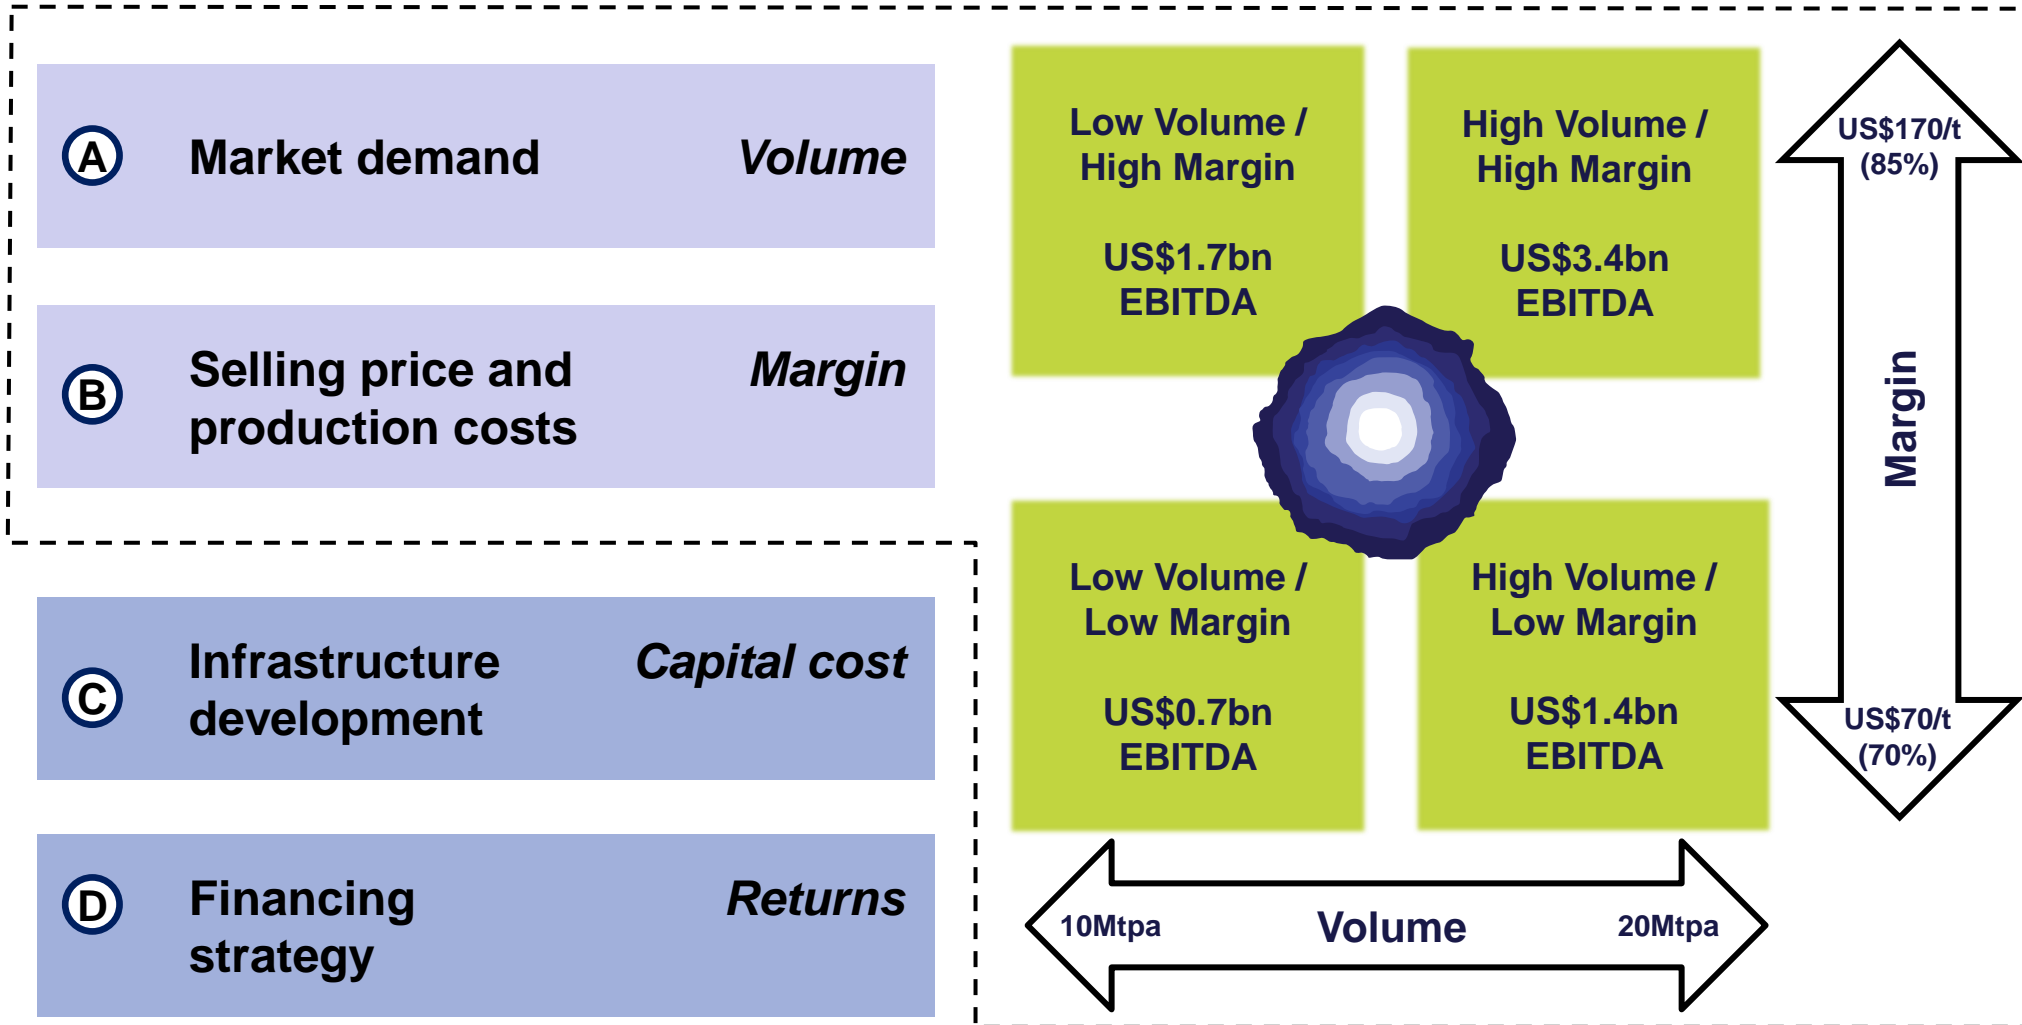 A
Market demand
Volume
B
Selling price and
production costs
Margin
C
Infrastructure
development
Capital cost
D
Financing
strategy
Returns
Low Volume /
High Margin
US$1.7bn
EBITDA
High Volume /
High Margin
US$3.4bn
EBITDA
Low Volume /
Low Margin
US$0.7bn
EBITDA
High Volume /
Low Margin
US$1.4bn
EBITDA
US$170/t
(85%)
Margin
US$70/t
(70%)
10Mtpa
Volume
20Mtpa